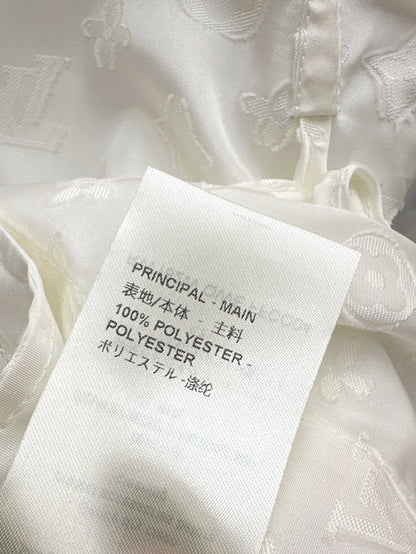 PRINCIPAL - MAIN
表地/本体 - 主料
100% POLYESTER -
POLYESTER
ポリエステル -涤纶